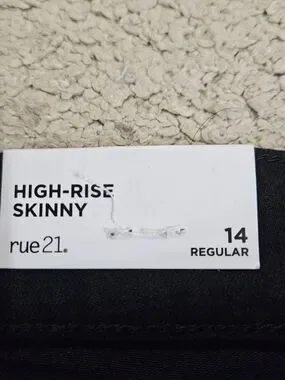 HIGH-RISE
SKINNY
rue21®
14
REGULAR